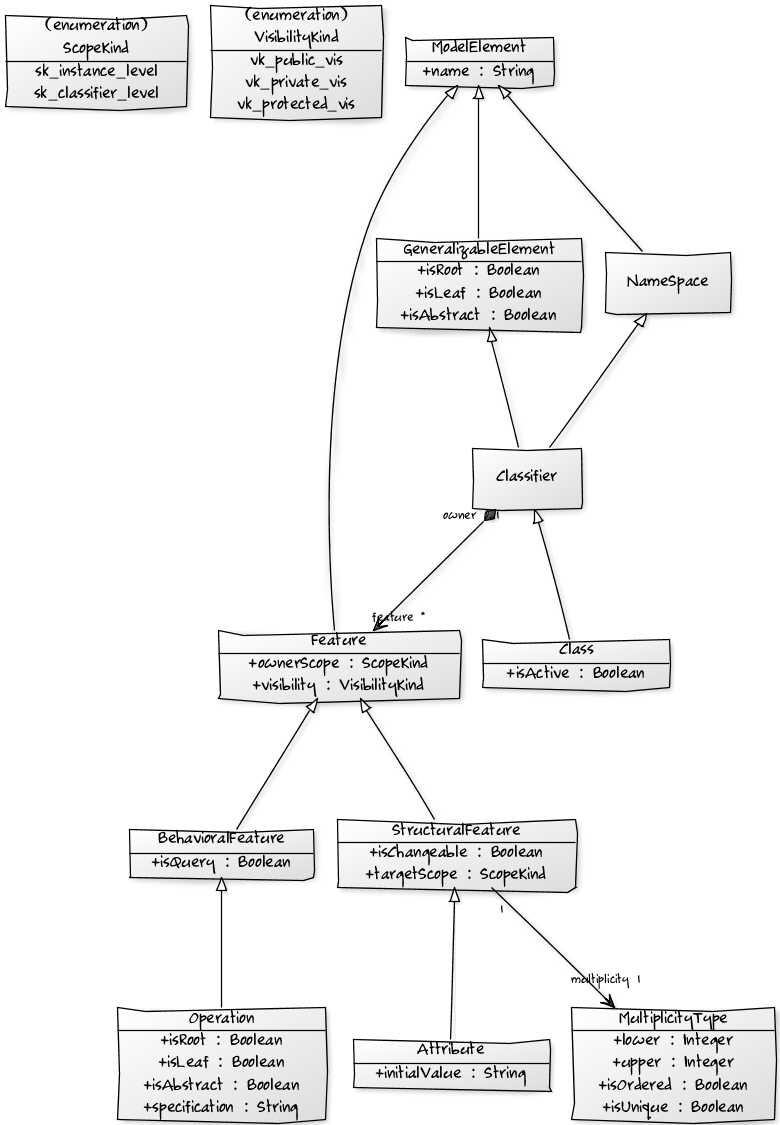 (enumeration)
ScopeKind
sk_instance_level
sk_classifier_level
(enumeration)
VisibilityKind
vk_public_vis
vk_private_vis
vk_protected_vis
ModelElement
+name : String
GeneralizableElement
+isRoot : Boolean
+isLeaf : Boolean
+isAbstract : Boolean
NameSpace
Classifier
owner 1
feature *
Feature
+ownerScope : ScopeKind
+visibility : VisibilityKind
Class
+isActive : Boolean
BehavioralFeature
+isQuery : Boolean
StructuralFeature
+isChangeable : Boolean
+targetScope : ScopeKind
1
multiplicity 1
Operation
+isRoot : Boolean
+isLeaf : Boolean
+isAbstract : Boolean
+specification : String
Attribute
+initialValue : String
MultiplicityType
+lower : Integer
+upper : Integer
+isOrdered : Boolean
+isUnique : Boolean